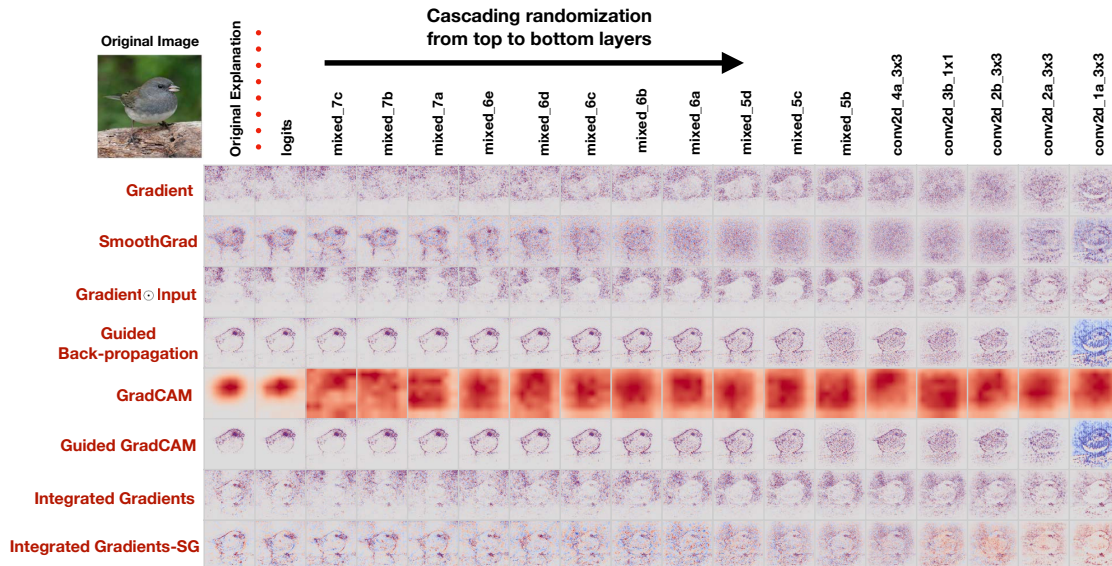 Cascading randomization
from top to bottom layers
Original Image
Original Explanation
logits
mixed_7c
mixed_7b
mixed_7a
mixed_6e
mixed_6d
mixed_6c
mixed_6b
mixed_6a
mixed_5d
mixed_5c
mixed_5b
conv2d_4a_3x3
conv2d_3b_1x1
conv2d_2b_3x3
conv2d_2a_3x3
conv2d_1a_3x3
Gradient
SmoothGrad
Gradient⊙Input
Guided
Back-propagation
GradCAM
Guided GradCAM
Integrated Gradients
Integrated Gradients-SG